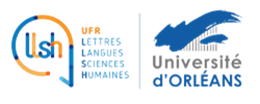 llsh
UFR
LETTRES
LANGUES
SCIENCES
HUMAINES
Université
d'ORLÉANS